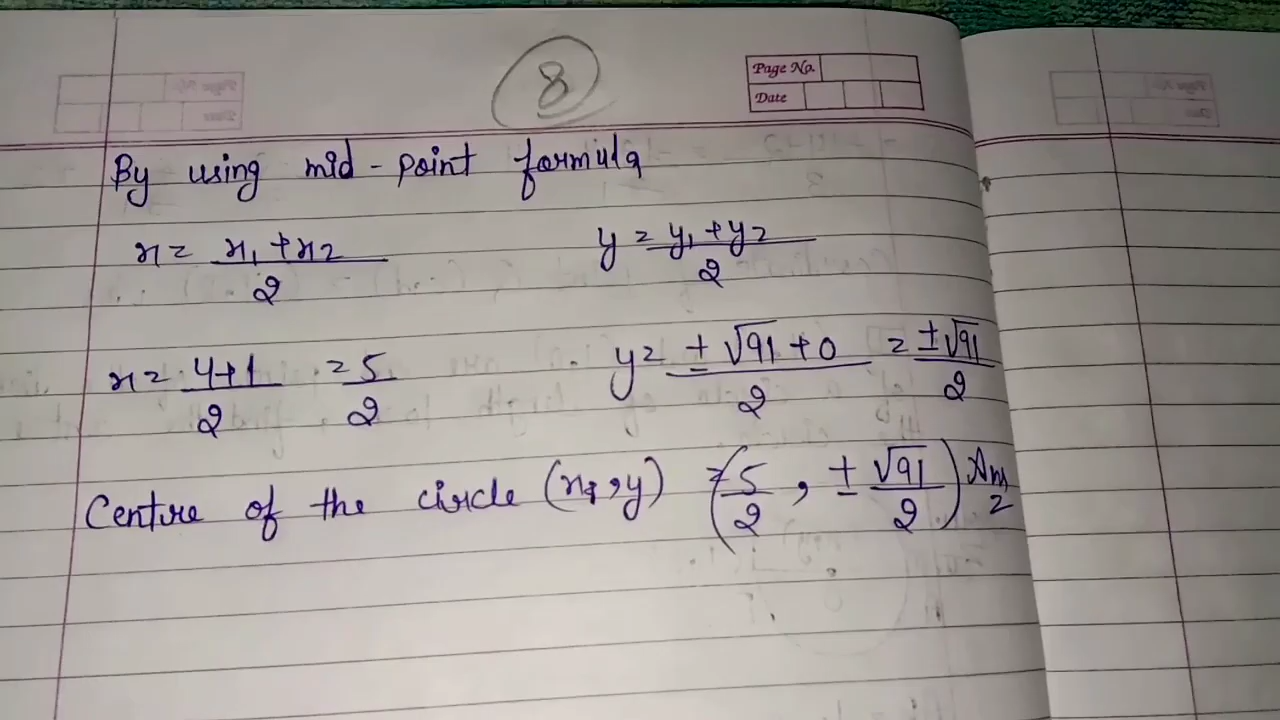 8
Page No.
Date
By using mid-point formula
x = x₁ + x₂ / 2    y = y₁ + y₂ / 2
x = 4+1 / 2 = 5 / 2    y = ± √91 + 0 / 2 = ± √91 / 2
Centre of the circle (x, y) = (5 / 2, ± √91 / 2) Ans
2